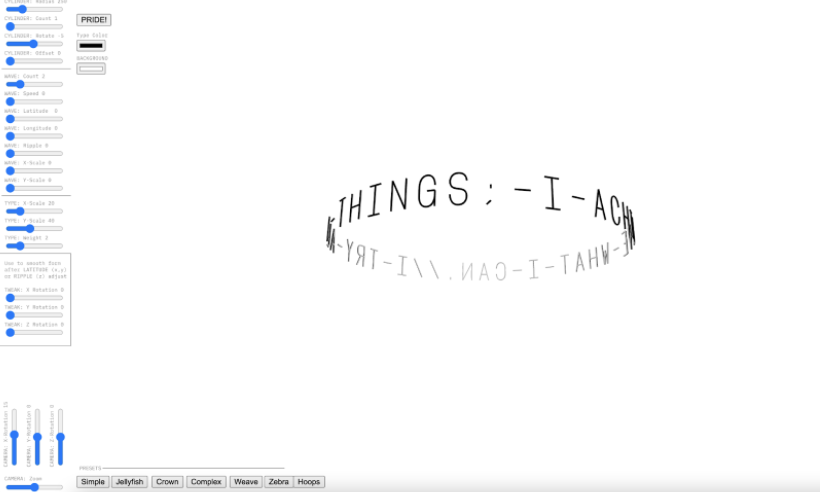 CYLINDER: Radius 250
CYLINDER: Count 1
CYLINDER: Rotate -3
CYLINDER: Offset 0
WAVE: Count 2
WAVE: Speed 0
WAVE: Latitude 0
WAVE: Longitude 0
WAVE: Ripple 0
WAVE: X-Scale 0
WAVE: Y-Scale 0
TYPE: X-Scale 20
TYPE: Y-Scale 40
TYPE: Weight 2
Use to smooth form
after LATITUDE (x,y)
or RIPPLE (z) adjust
TWEAK: X Rotation 0
TWEAK: Y Rotation 0
TWEAK: Z Rotation 0
CAMERA: X-Rotation 15
CAMERA: Y-Rotation 0
CAMERA: Z-Rotation 0
CAMERA: Zoom
PRIDE!
Type Color
BACKGROUND
THINGS;-I-ACH
E-WHAT-I-CAN.//I-TRY-
PRESETS
Simple Jellyfish Crown Complex Weave Zebra Hoops